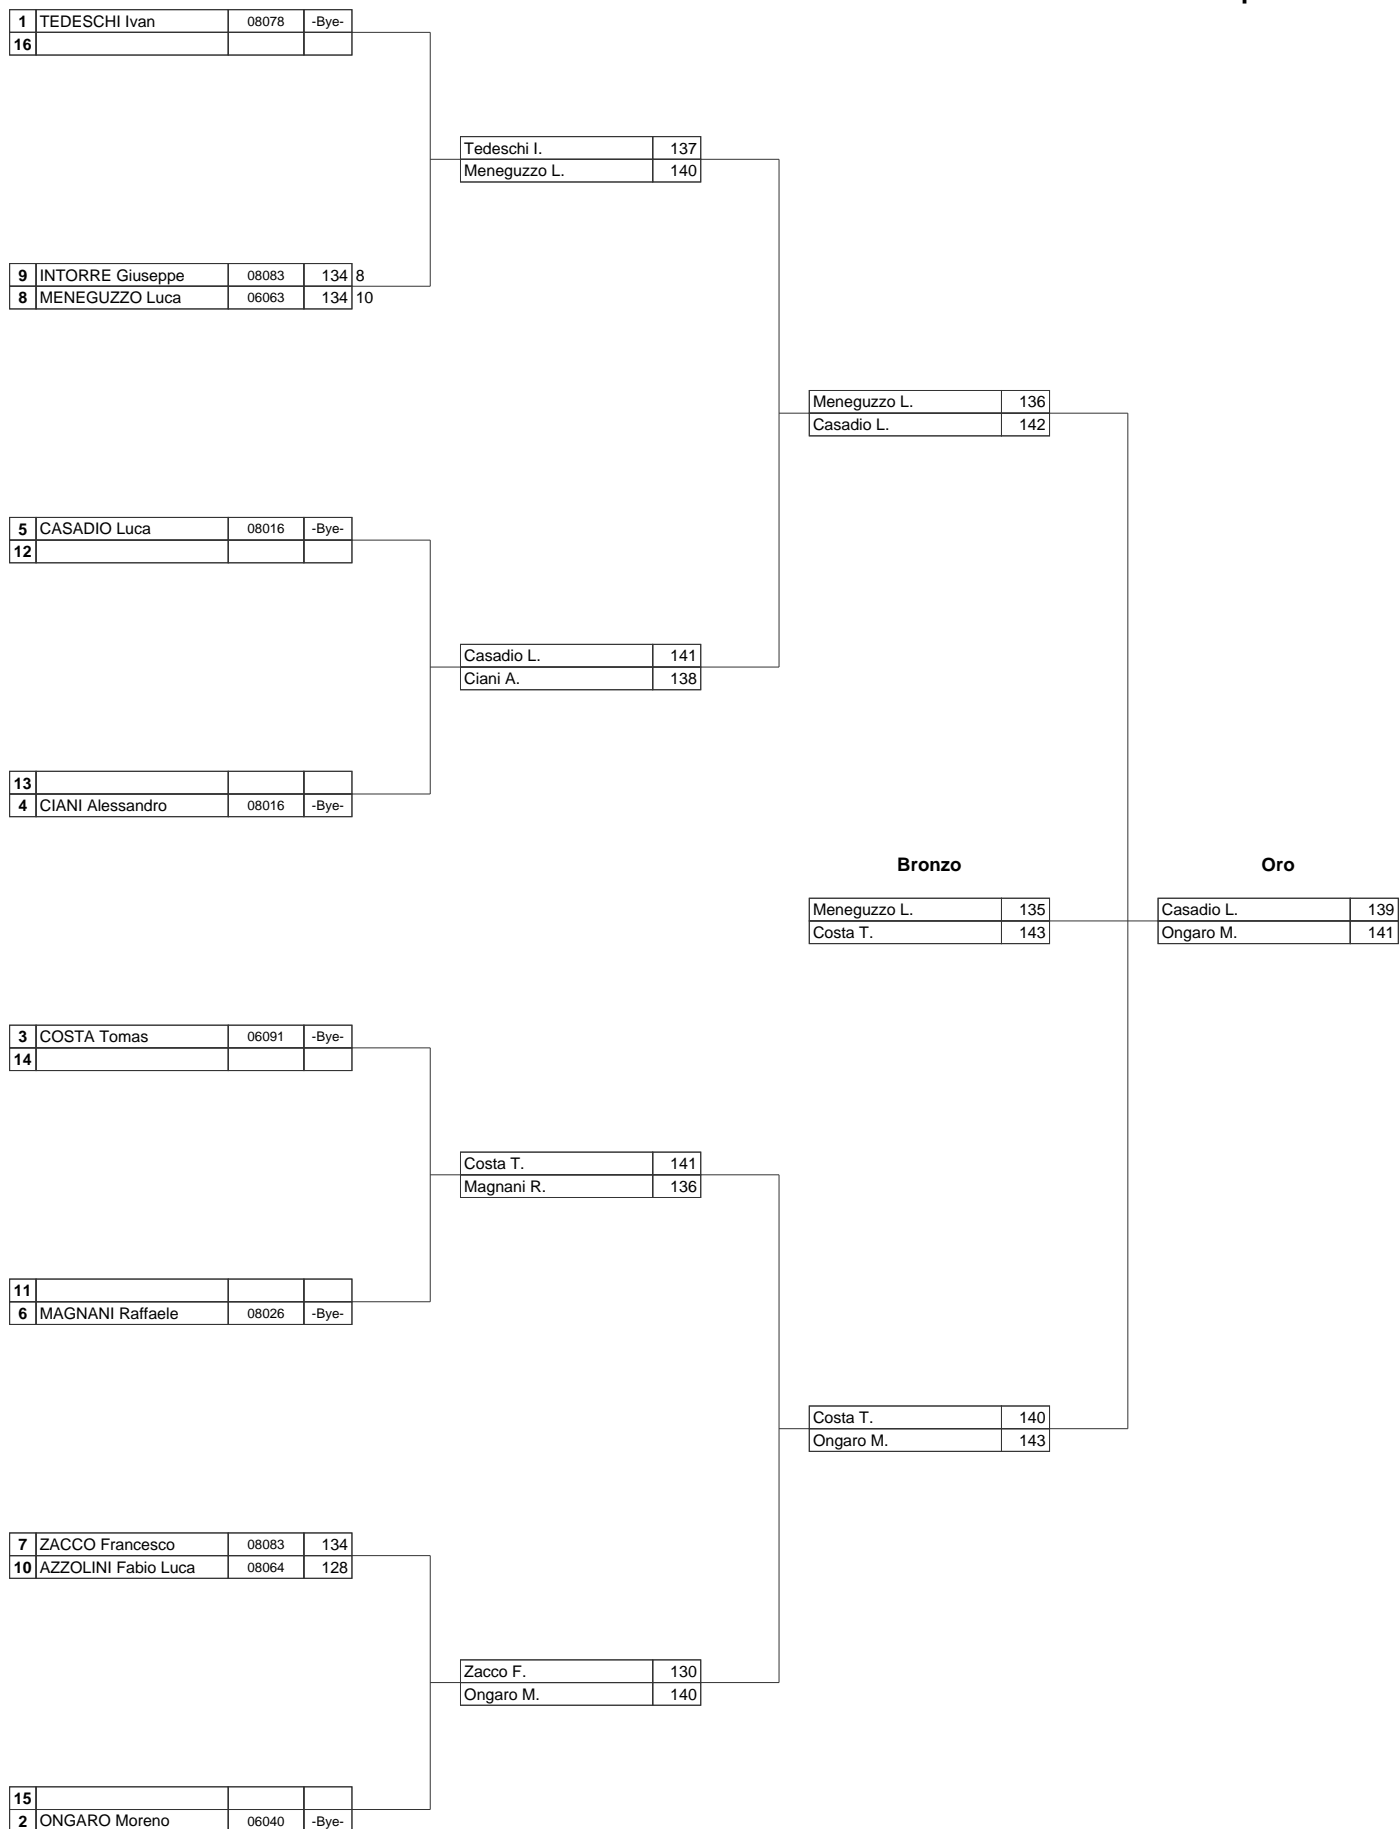 1 TEDESCHI Ivan 08078 -Bye-
16
Tedeschi I. 137
Meneguzzo L. 140
9 INTORRE Giuseppe 08083 134 8
8 MENEGUZZO Luca 06063 134 10
Meneguzzo L. 136
Casadio L. 142
5 CASADIO Luca 08016 -Bye-
12
Casadio L. 141
Ciani A. 138
13
4 CIANI Alessandro 08016 -Bye-
Bronzo Oro
Meneguzzo L. 135 Casadio L. 139
Costa T. 143 Ongaro M. 141
3 COSTA Tomas 06091 -Bye-
14
Costa T. 141
Magnani R. 136
11
6 MAGNANI Raffaele 08026 -Bye-
Costa T. 140
Ongaro M. 143
7 ZACCO Francesco 08083 134
10 AZZOLINI Fabio Luca 08064 128
Zacco F. 130
Ongaro M. 140
15
2 ONGARO Moreno 06040 -Bye-